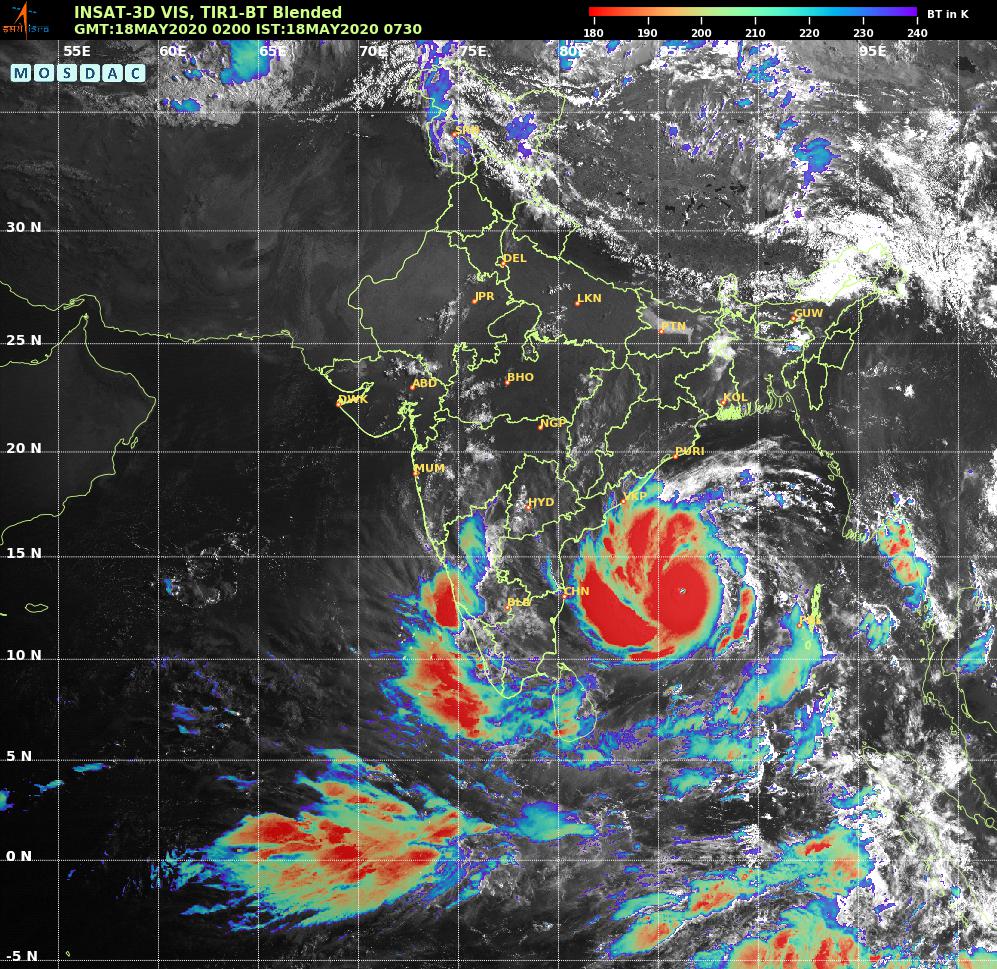 INSAT-3D VIS, TIR1-BT Blended
GMT:18MAY2020 0200 IST:18MAY2020 0730
BT in K
180 190 200 210 220 230 240
55E 60E 65E 70E 75E 80E 85E 90E 95E
MOSDAC
SRN
30 N
DEL
JPR LKN
GUW
PTN
25 N
ABD BHO
DWK KOL
NGP
20 N PURI
MUM
HYD VKP
15 N
BLR CHN
10 N
5 N
0 N
-5 N